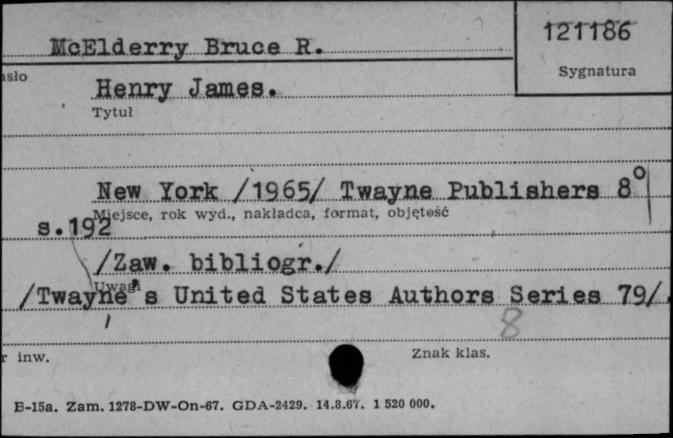 McElderry Bruce R.
121186
Sygnatura
Henry James.
Tytuł
New York /1965/ Twayne Publishers 8°
Miejsce, rok wyd., nakładca, format, objętość
s.192
/Zaw. bibliogr./
Uwagi
/Twayne's United States Authors Series 79/.
8
inw.
Znak klas.
E-15a. Zam. 1278-DW-On-67. GDA-2429. 14.8.67. 1 520 000.